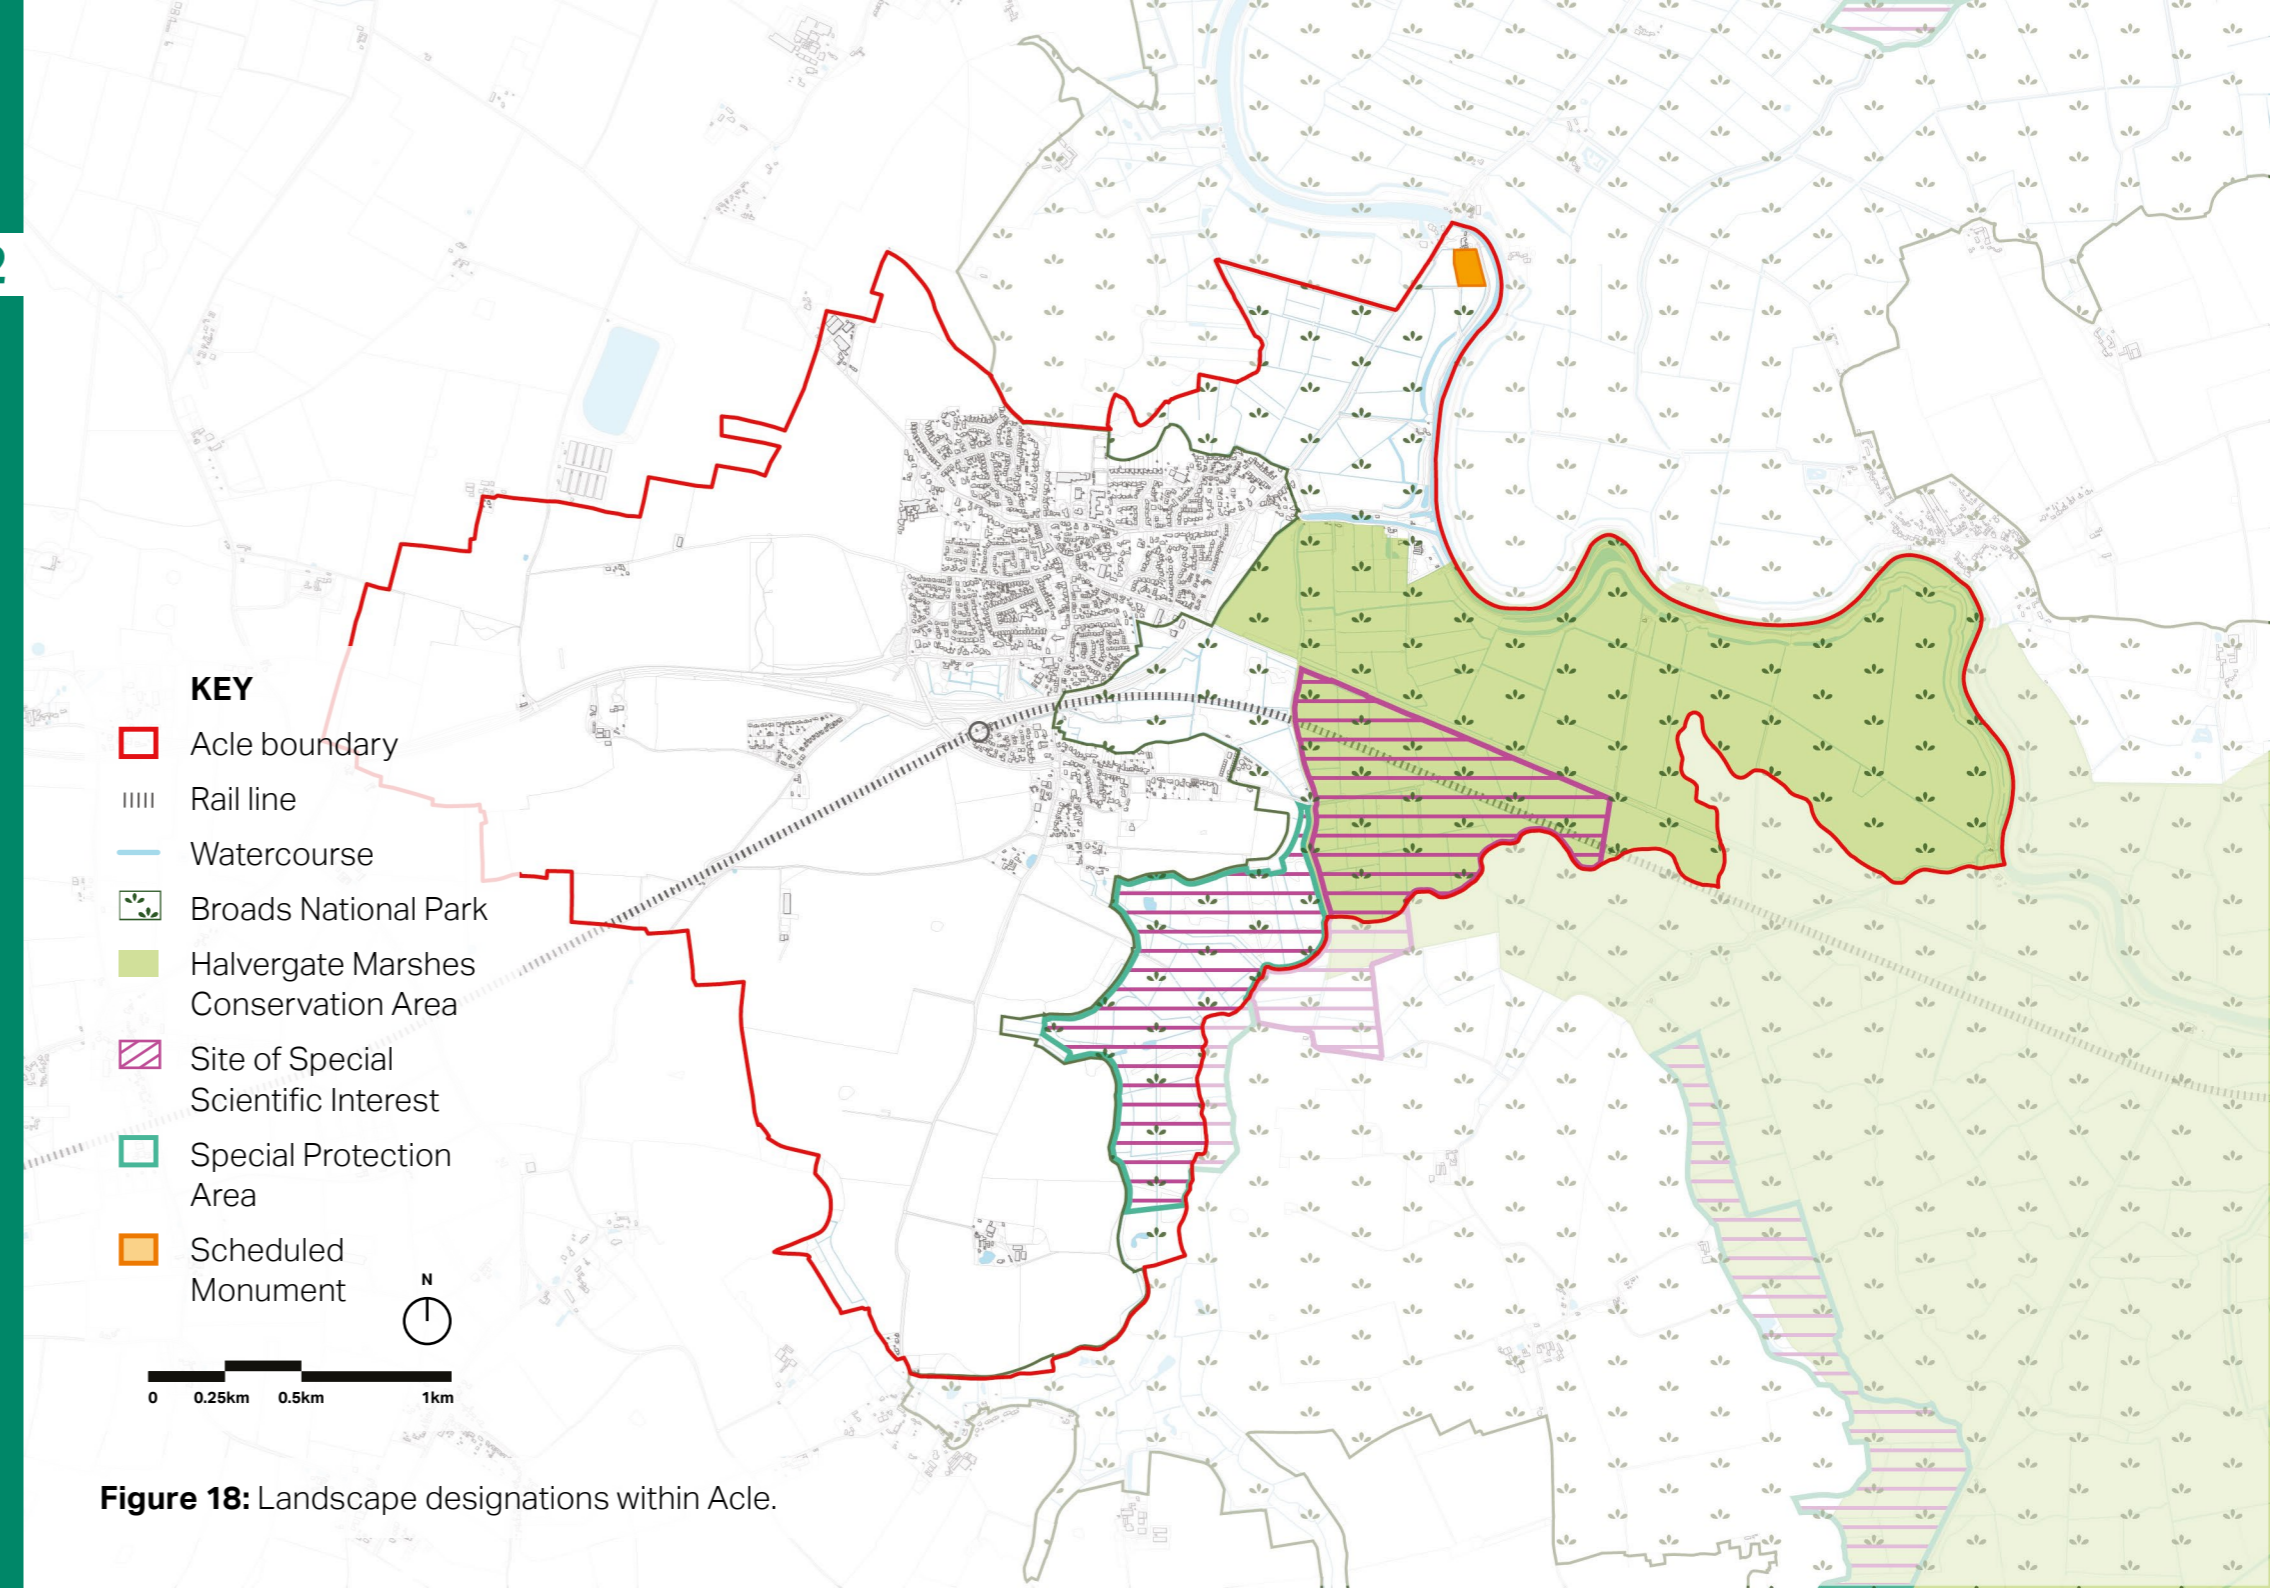 2
KEY
Acle boundary
Rail line
Watercourse
Broads National Park
Halvergate Marshes
Conservation Area
Site of Special
Scientific Interest
Special Protection
Area
Scheduled
Monument
N
0 0.25km 0.5km 1km
Figure 18: Landscape designations within Acle.